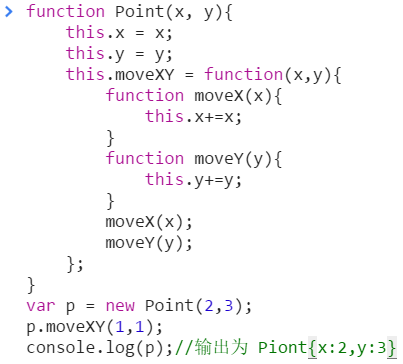 function Point(x, y){
this.x = x;
this.y = y;
this.moveXY = function(x,y){
function moveX(x){
this.x+=x;
}
function moveY(y){
this.y+=y;
}
moveX(x);
moveY(y);
};
}
var p = new Point(2,3);
p.moveXY(1,1);
console.log(p);//输出为 Piont{x:2,y:3}